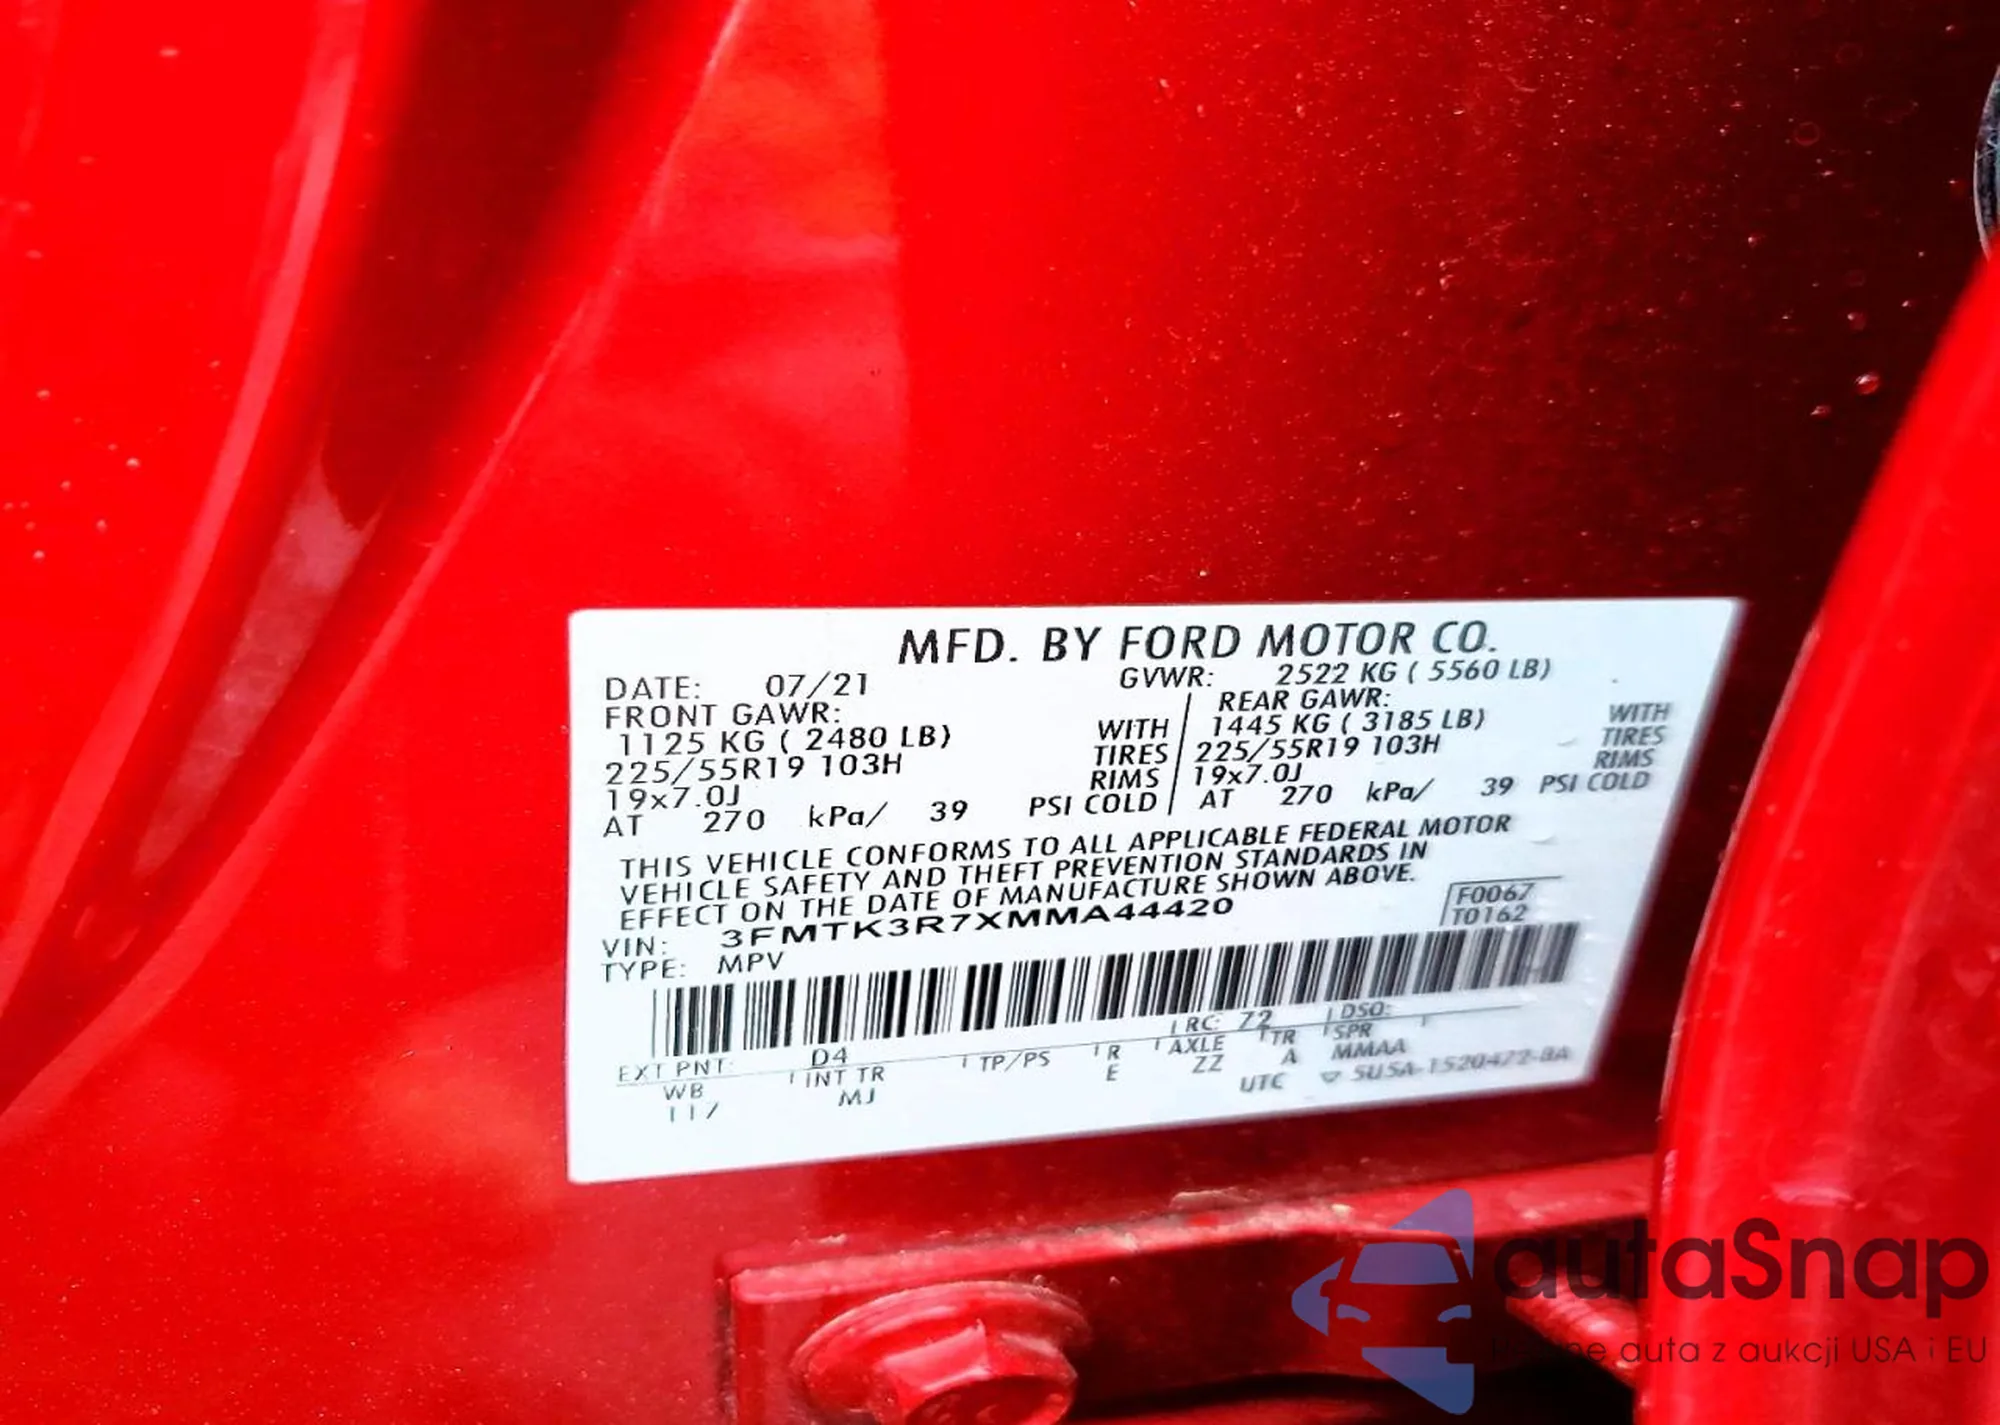 MFD. BY FORD MOTOR CO.
DATE: 07/21 GVWR: 2522 KG ( 5560 LB)
FRONT GAWR: REAR GAWR:
1125 KG ( 2480 LB) WITH 1445 KG ( 3185 LB) WITH
225/55R19 103H TIRES 225/55R19 103H TIRES
19x7.0J RIMS 19x7.0J RIMS
AT 270 kPa/ 39 PSI COLD AT 270 kPa/ 39 PSI COLD
THIS VEHICLE CONFORMS TO ALL APPLICABLE FEDERAL MOTOR
VEHICLE SAFETY AND THEFT PREVENTION STANDARDS IN
EFFECT ON THE DATE OF MANUFACTURE SHOWN ABOVE.
F0067
T0162
VIN: 3FMTK3R7XMMA44420
TYPE: MPV
EXT PNT: D4 RC: 72 DSO:
WB INT TR TP/PS R AXLE TR SPR
117 MJ E ZZ A MMAA
UTC 5U5A-1520472-BA
autaSnap
auta z aukcji USA i EU